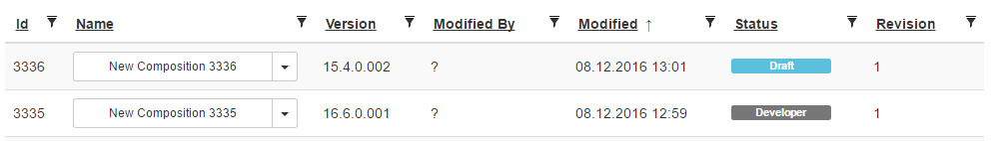 Id Name Version Modified By Modified ↑ Status Revision
3336 New Composition 3336 15.4.0.002 ? 08.12.2016 13:01 Draft 1
3335 New Composition 3335 16.6.0.001 ? 08.12.2016 12:59 Developer 1